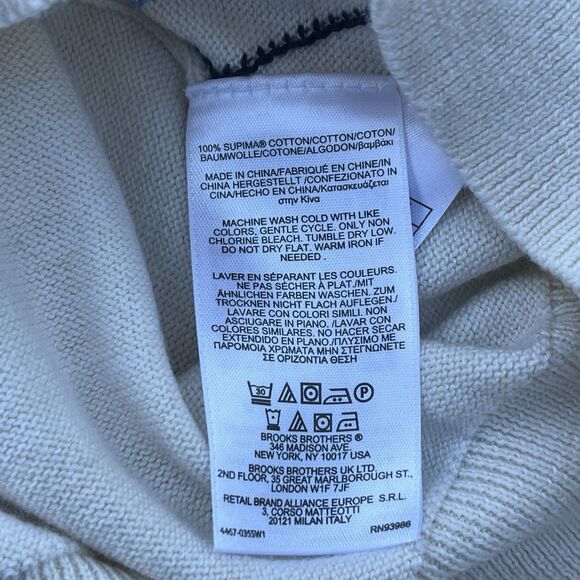 100% SUPIMA® COTTON/COTTON/COTON/
BAUMWOLLE/COTONE/ALGODON/βαμβάκι
MADE IN CHINA/FABRIQUÉ EN CHINE/IN
CHINA HERGESTELLT /CONFEZIONATO IN
CINA/HECHO EN CHINA/Κατασκευάζεται
στην Κίνα
MACHINE WASH COLD WITH LIKE
COLORS, GENTLE CYCLE. ONLY NON
CHLORINE BLEACH. TUMBLE DRY LOW.
DO NOT DRY FLAT. WARM IRON IF
NEEDED .
LAVER EN SÉPARANT LES COULEURS.
NE PAS SÉCHER À PLAT./MIT
ÄHNLICHEN FARBEN WASCHEN. ZUM
TROCKNEN NICHT FLACH AUFLEGEN./
LAVARE CON COLORI SIMILI. NON
ASCIUGARE IN PIANO. /LAVAR CON
COLORES SIMILARES. NO HACER SECAR
EXTENDIDO EN PLANO./ΠΛΥΣΙΜΟ ΜΕ
ΠΑΡΟΜΟΙΑ ΧΡΩΜΑΤΑ ΜΗΝ ΣΤΕΓΝΩΝΕΤΕ
ΣΕ ΟΡΙΖΟΝΤΙΑ ΘΕΣΗ
30 P
BROOKS BROTHERS ®
346 MADISON AVE.
NEW YORK, NY 10017 USA
BROOKS BROTHERS UK LTD.
2ND FLOOR, 35 GREAT MARLBOROUGH ST.,
LONDON W1F 7JF
RETAIL BRAND ALLIANCE EUROPE S.R.L.
3, CORSO MATTEOTTI
20121 MILAN ITALY
4467-035SW1 RN93986